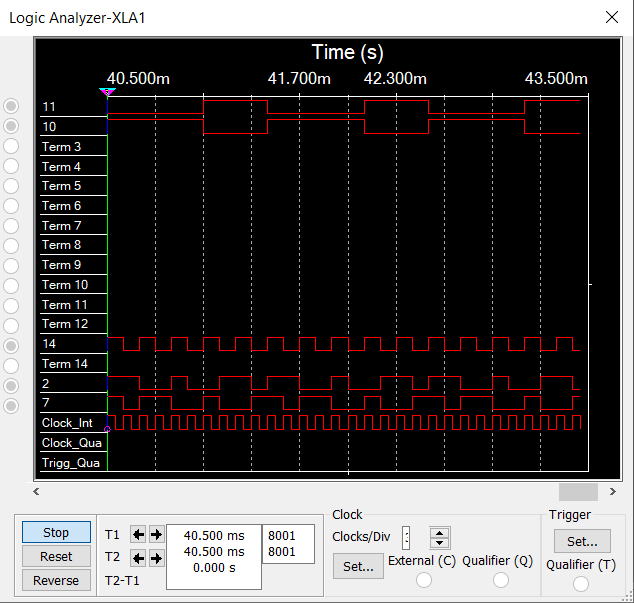 Logic Analyzer-XLA1
Time (s)
40.500m 41.700m 42.300m 43.500m
11
10
Term 3
Term 4
Term 5
Term 6
Term 7
Term 8
Term 9
Term 10
Term 11
Term 12
14
Term 14
2
7
Clock_Int
Clock_Qua
Trigg_Qua
Clock
Trigger
Stop
Reset
Reverse
T1
T2
T2-T1
40.500 ms 8001
40.500 ms 8001
0.000 s
Clocks/Div
Set...
External (C) Qualifier (Q)
Set...
Qualifier (T)